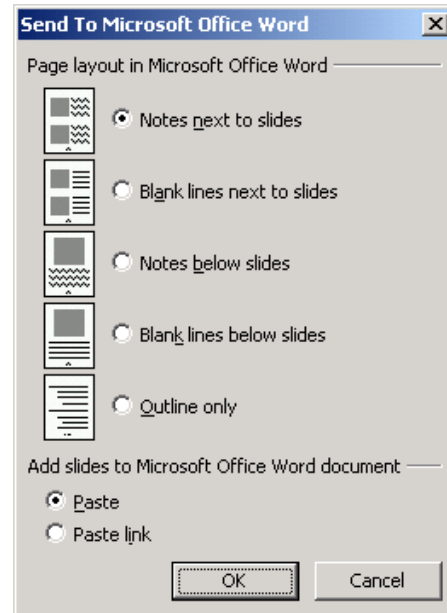 Send To Microsoft Office Word
Page layout in Microsoft Office Word
Notes next to slides
Blank lines next to slides
Notes below slides
Blank lines below slides
Outline only
Add slides to Microsoft Office Word document
Paste
Paste link
OK
Cancel